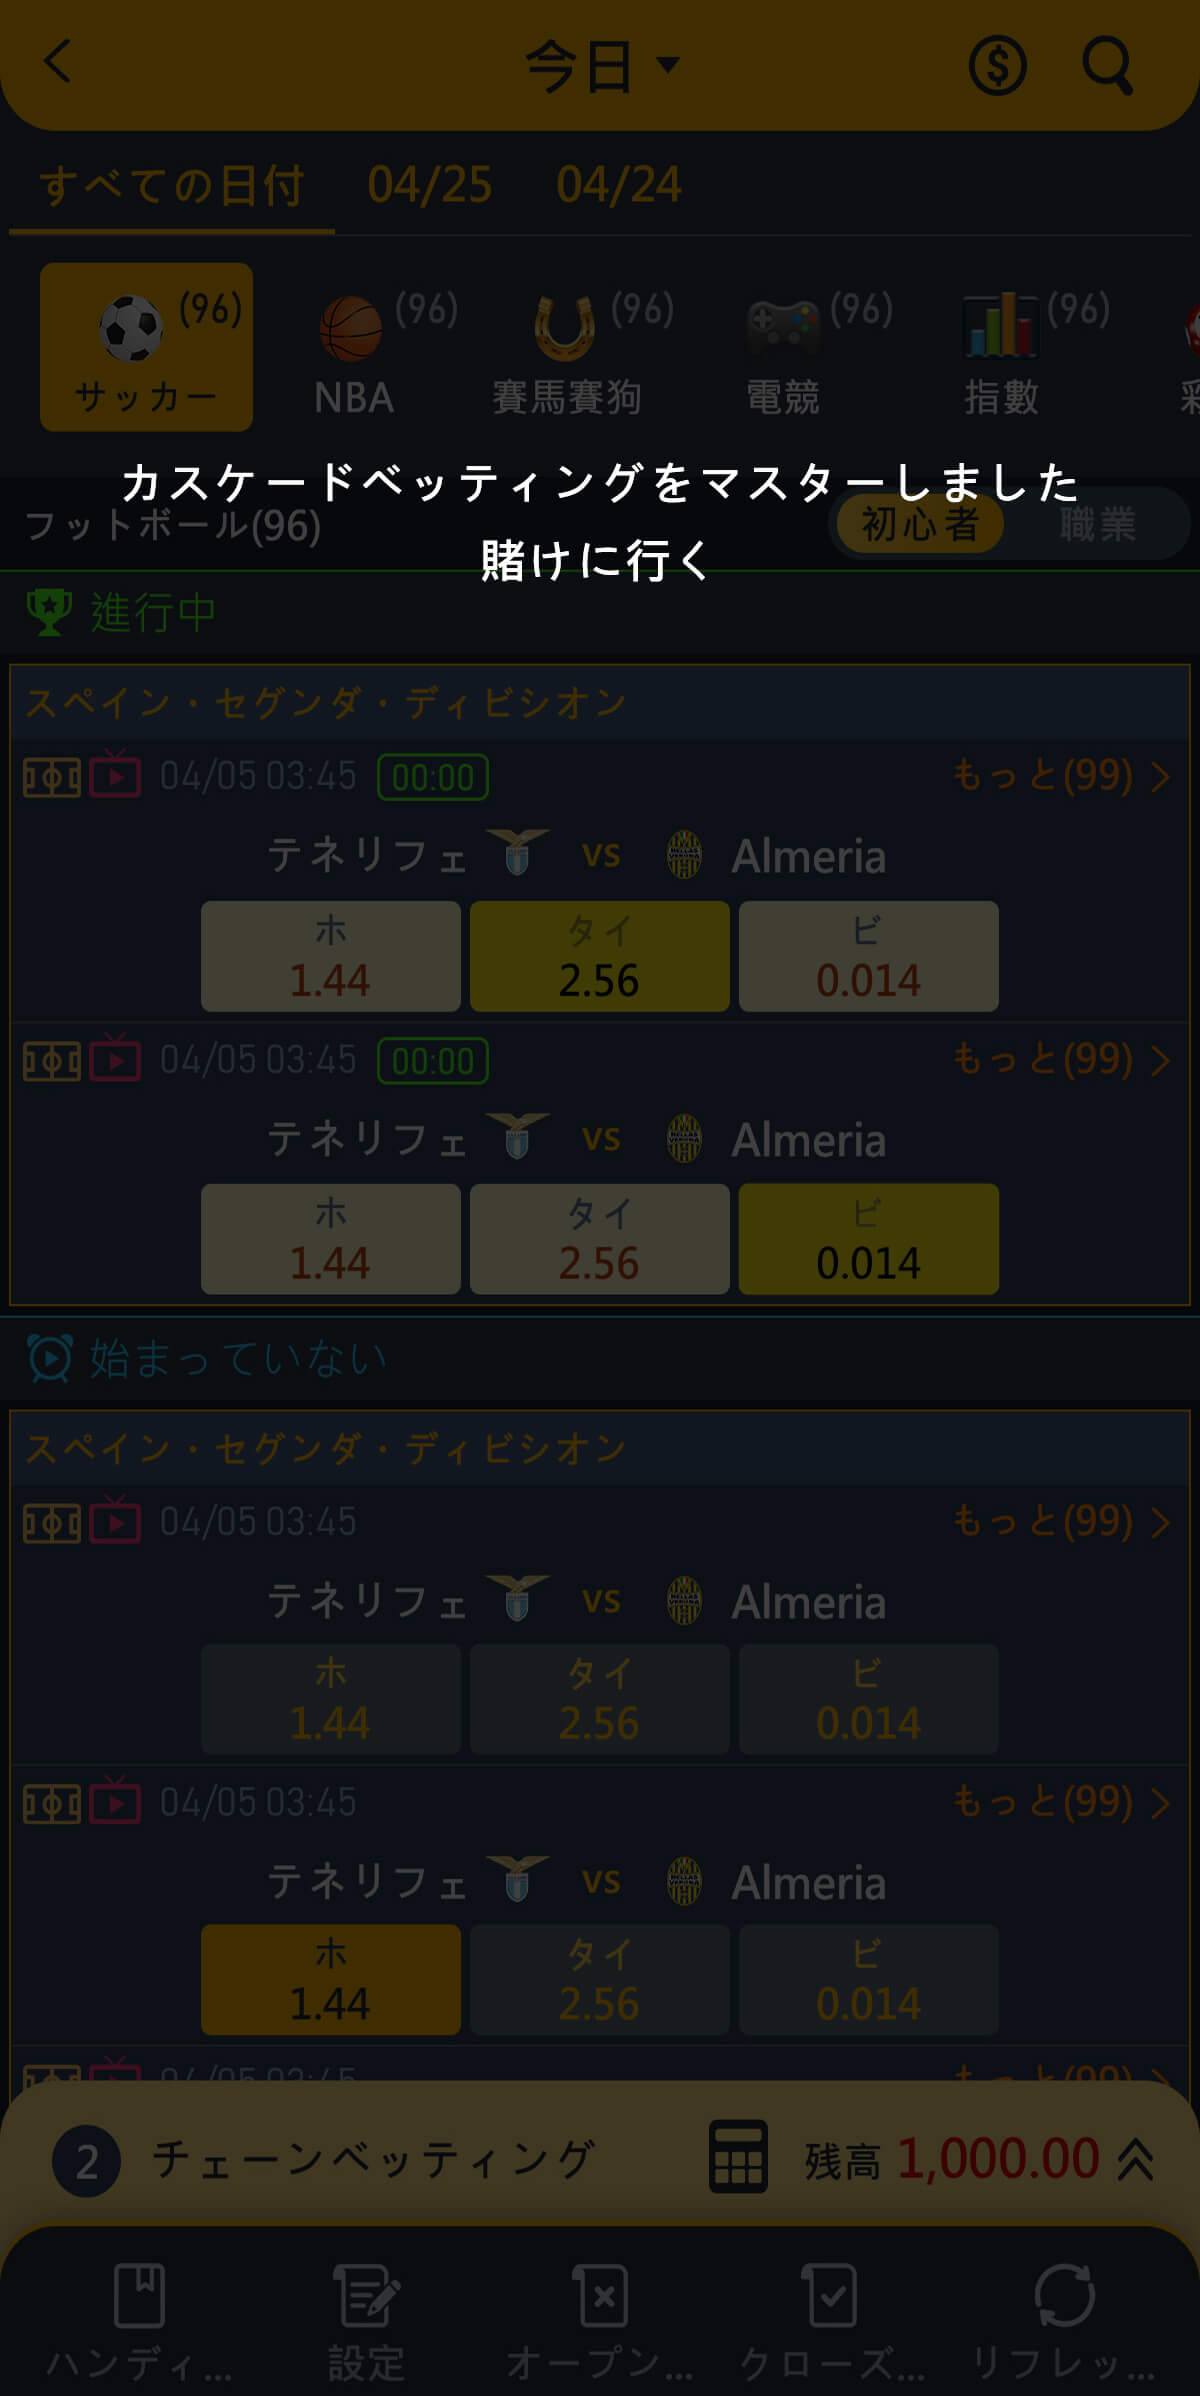 今日
すべての日付 04/25 04/24
(96) (96) (96) (96) (96)
サッカー NBA 賽馬賽狗 電競 指數
カスケードベッティングをマスターしました
フットボール(96) 初心者 職業
賭けに行く
進行中
スペイン・セグンダ・ディビシオン
04/05 03:45 00:00 もっと(99)
テネリフェ vs Almeria
ホ タイ ビ
1.44 2.56 0.014
04/05 03:45 00:00 もっと(99)
テネリフェ vs Almeria
ホ タイ ビ
1.44 2.56 0.014
始まっていない
スペイン・セグンダ・ディビシオン
04/05 03:45 もっと(99)
テネリフェ vs Almeria
ホ タイ ビ
1.44 2.56 0.014
04/05 03:45 もっと(99)
テネリフェ vs Almeria
ホ タイ ビ
1.44 2.56 0.014
04/05 03:45 もっと(99)
2 チェーンベッティング 残高 1,000.00
ハンディ... 設定 オープン... クローズ... リフレッ...